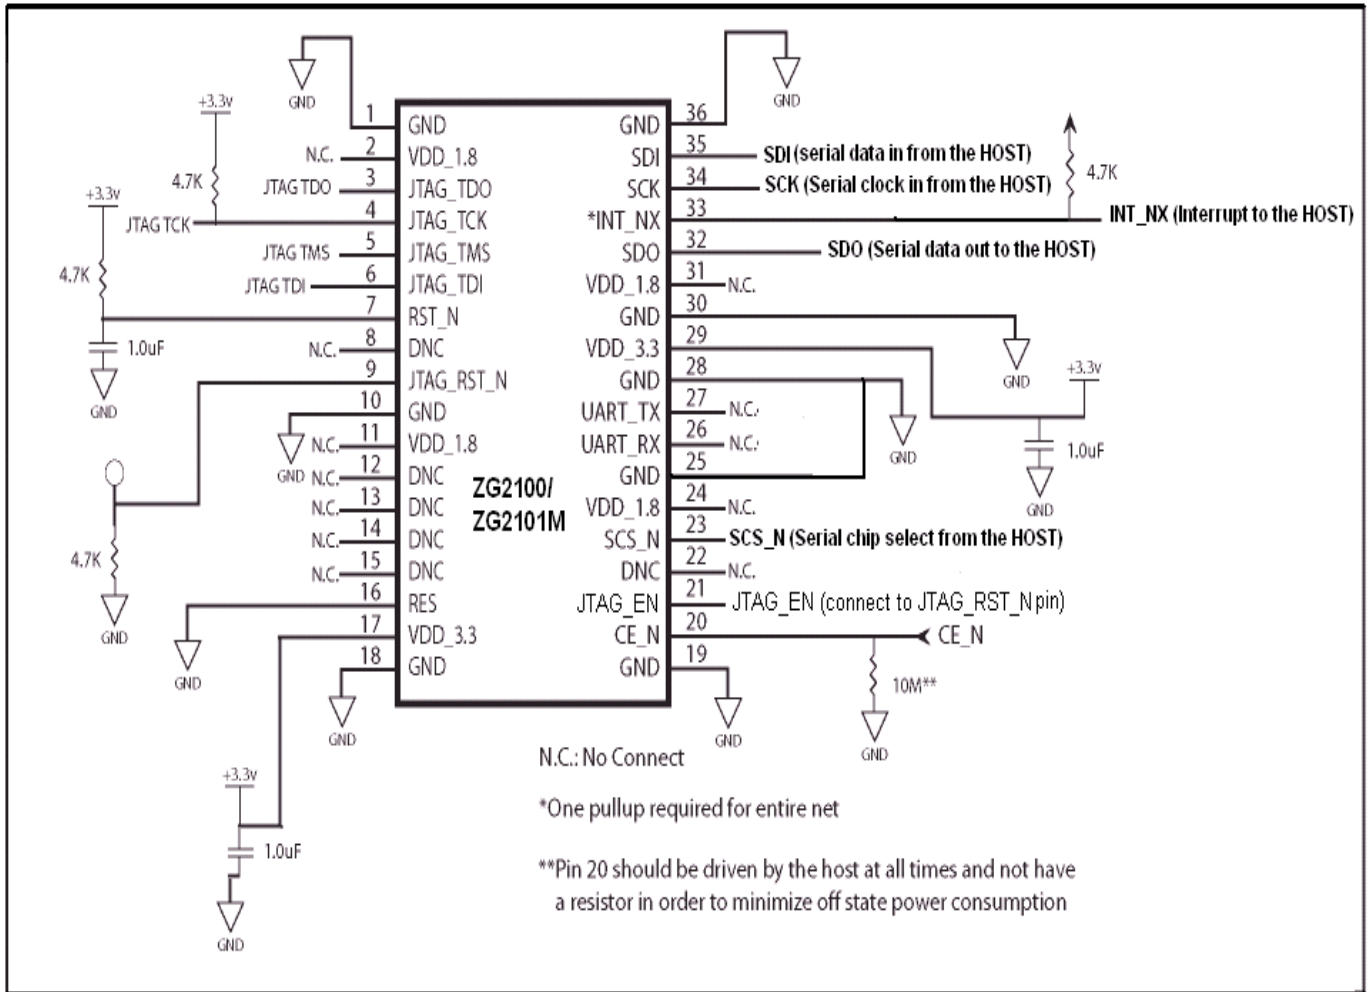 GND
GND
+3.3v
4.7K
+3.3v
4.7K
1.0uF
GND
4.7K
GND
GND
GND
GND
+3.3v
1.0uF
GND
N.C.
JTAG TDO
JTAG TCK
JTAG TMS
JTAG TDI
N.C.
N.C.
N.C.
N.C.
N.C.
N.C.
1 GND
2 VDD_1.8
3 JTAG_TDO
4 JTAG_TCK
5 JTAG_TMS
6 JTAG_TDI
7 RST_N
8 DNC
9 JTAG_RST_N
10 GND
11 VDD_1.8
12 DNC
13 DNC
14 DNC
15 DNC
16 RES
17 VDD_3.3
18 GND
ZG2100/
ZG2101M
GND 36
SDI 35 SDI (serial data in from the HOST)
SCK 34 SCK (Serial clock in from the HOST)
4.7K
*INT_NX 33 INT_NX (Interrupt to the HOST)
SDO 32 SDO (Serial data out to the HOST)
VDD_1.8 31 N.C.
GND 30
VDD_3.3 29
GND 28
UART_TX 27 N.C.
UART_RX 26 N.C.
GND 25
VDD_1.8 24 N.C.
SCS_N 23 SCS_N (Serial chip select from the HOST)
DNC 22 N.C.
JTAG_EN 21 JTAG_EN (connect to JTAG_RST_N pin)
CE_N 20 CE_N
GND 19
GND
+3.3v
GND
1.0uF
GND
10M**
GND
GND
N.C.: No Connect
*One pullup required for entire net
**Pin 20 should be driven by the host at all times and not have
a resistor in order to minimize off state power consumption